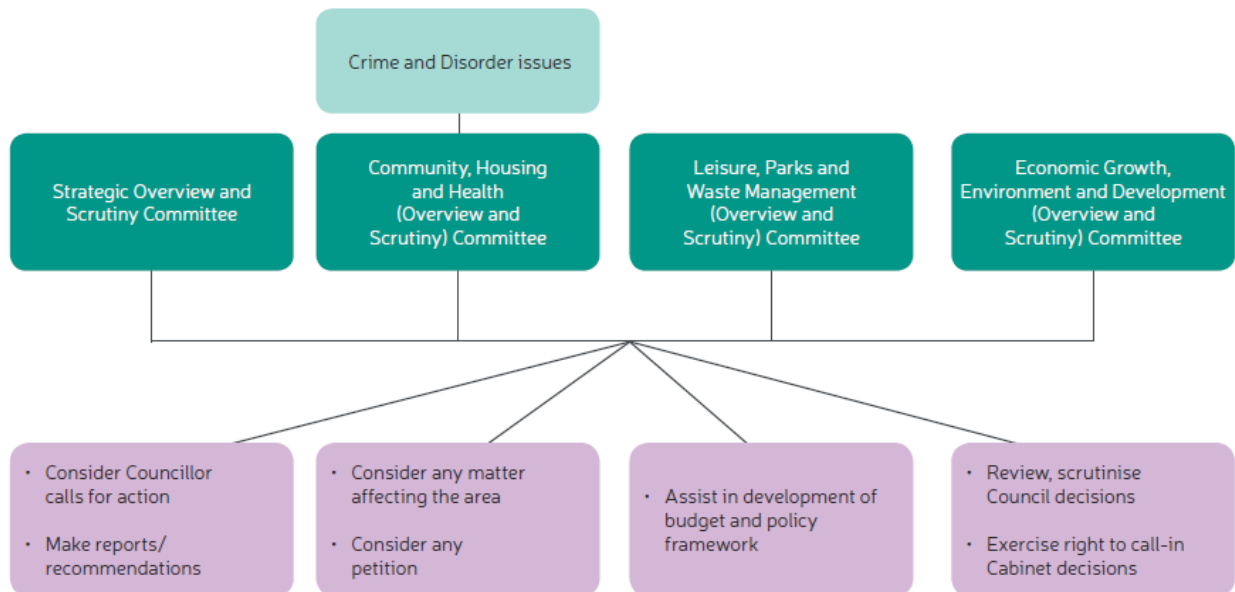 Crime and Disorder issues
Strategic Overview and
Scrutiny Committee
Community, Housing
and Health
(Overview and
Scrutiny) Committee
Leisure, Parks and
Waste Management
(Overview and
Scrutiny) Committee
Economic Growth,
Environment and Development
(Overview and
Scrutiny) Committee
• Consider Councillor
calls for action
• Make reports/
recommendations
• Consider any matter
affecting the area
• Consider any
petition
• Assist in development of
budget and policy
framework
• Review, scrutinise
Council decisions
• Exercise right to call-in
Cabinet decisions